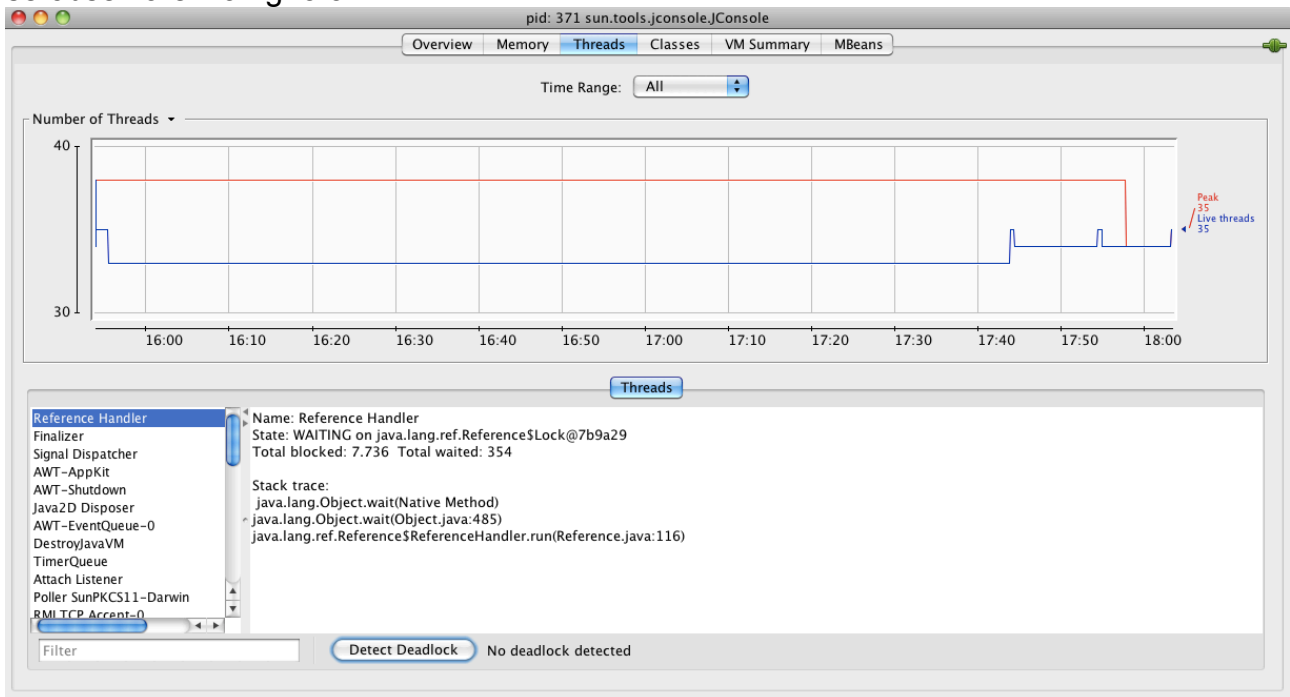 pid: 371 sun.tools.jconsole.JConsole
Overview Memory Threads Classes VM Summary MBeans
Time Range: All
Number of Threads
40
30
Peak
35
Live threads
35
16:00 16:10 16:20 16:30 16:40 16:50 17:00 17:10 17:20 17:30 17:40 17:50 18:00
Threads
Reference Handler
Finalizer
Signal Dispatcher
AWT-AppKit
AWT-Shutdown
Java2D Disposer
AWT-EventQueue-0
DestroyJavaVM
TimerQueue
Attach Listener
Poller SunPKCS11-Darwin
RMI TCP Accept-0
Name: Reference Handler
State: WAITING on java.lang.ref.Reference$Lock@7b9a29
Total blocked: 7.736 Total waited: 354
Stack trace:
java.lang.Object.wait(Native Method)
java.lang.Object.wait(Object.java:485)
java.lang.ref.Reference$ReferenceHandler.run(Reference.java:116)
Filter
Detect Deadlock No deadlock detected